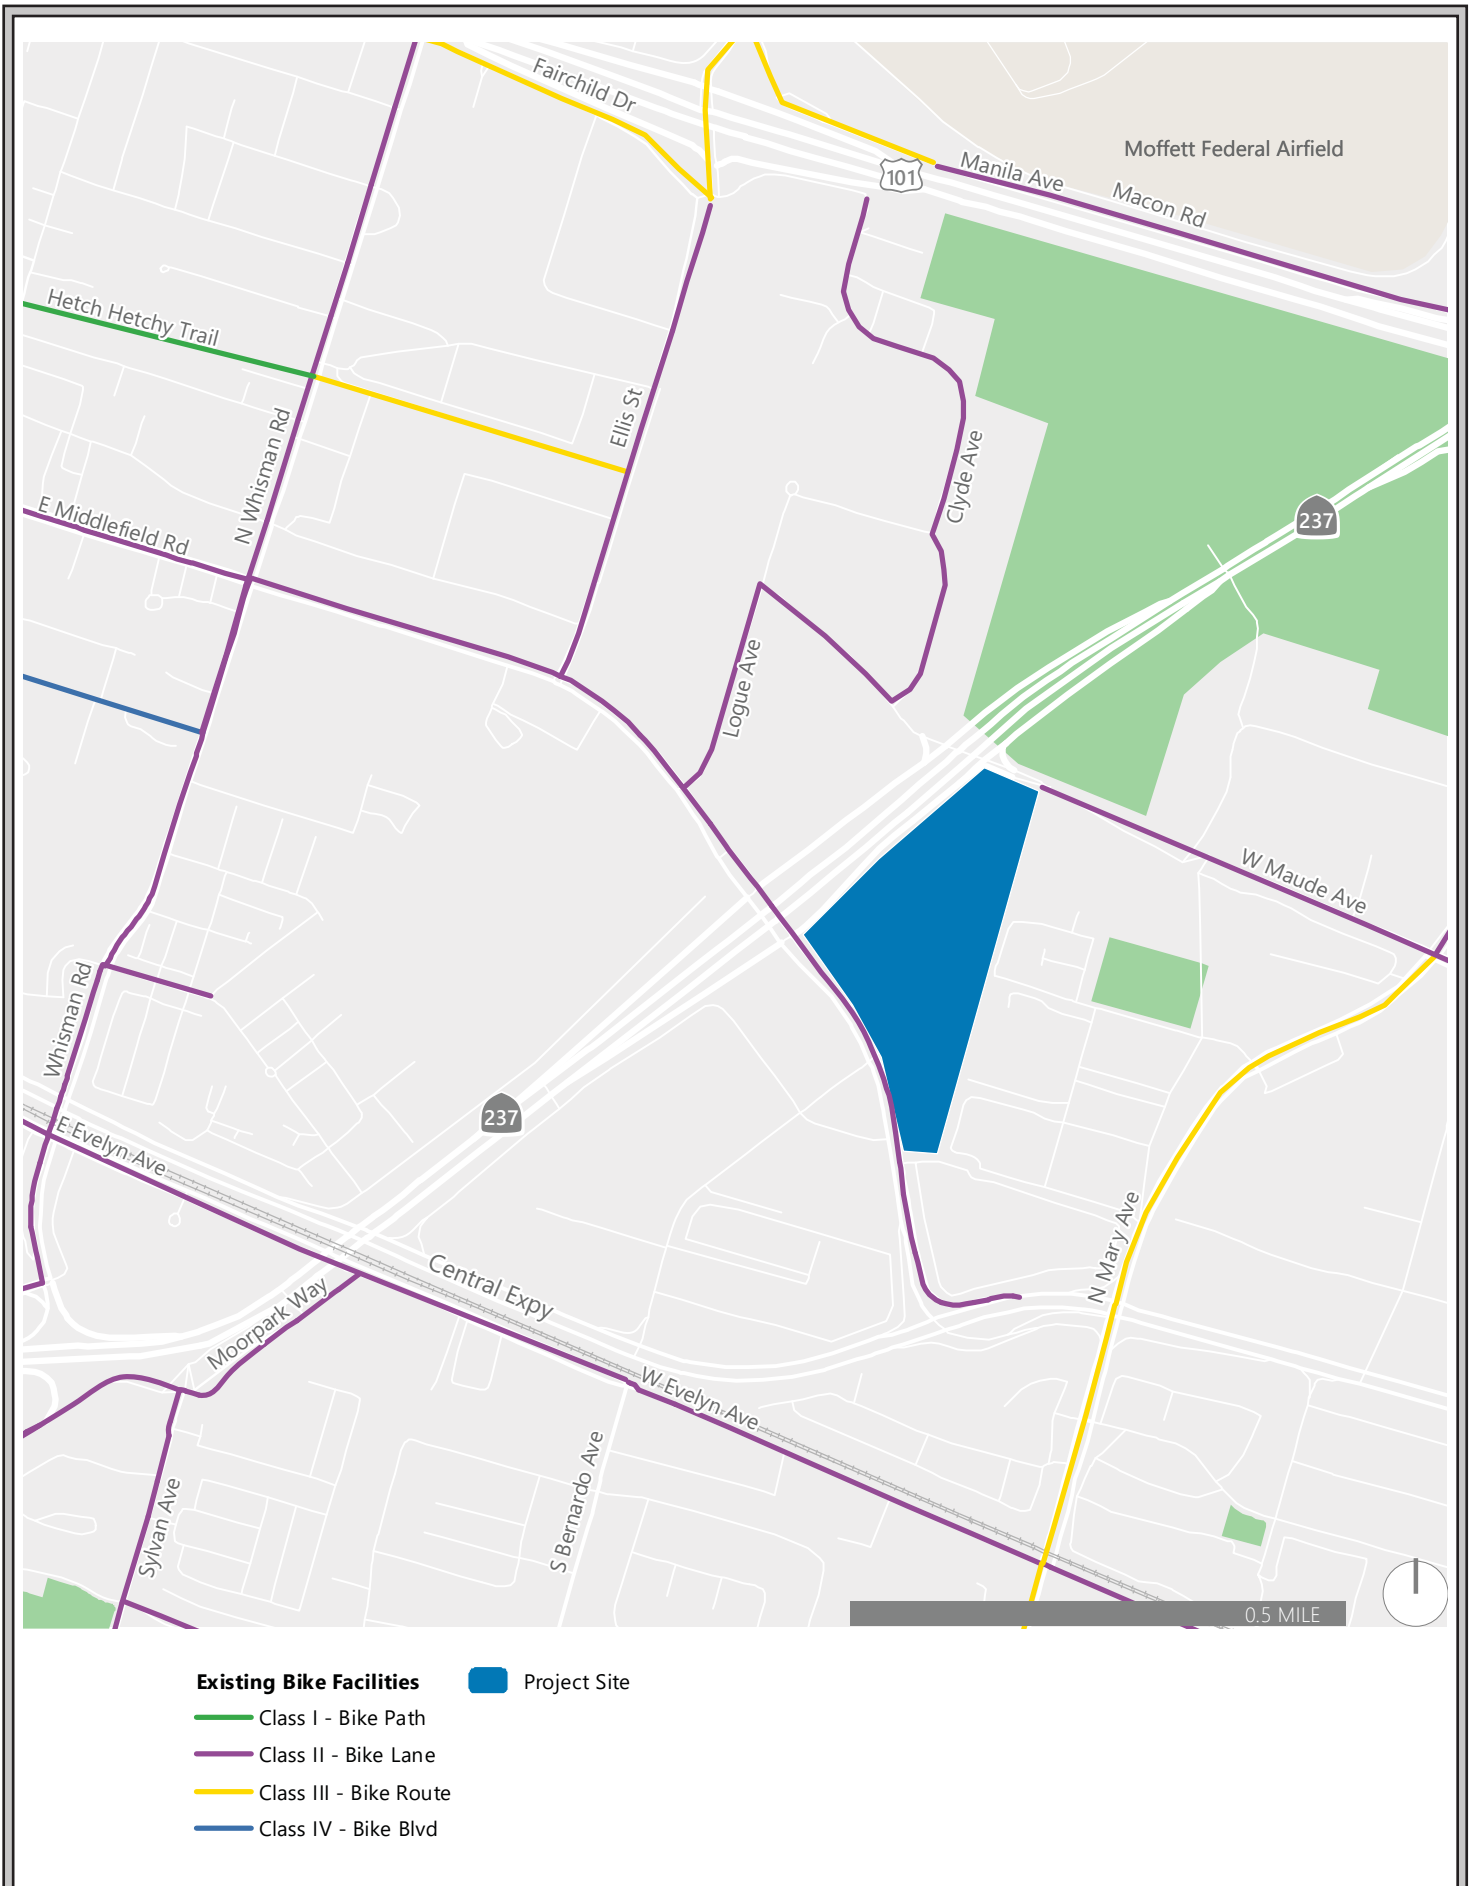 Fairchild Dr
Moffett Federal Airfield
101
Manila Ave
Macon Rd
Hetch Hetchy Trail
Ellis St
N Whisman Rd
Clyde Ave
E Middlefield Rd
237
Logue Ave
W Maude Ave
Whisman Rd
237
E Evelyn Ave
N Mary Ave
Central Expy
Moorpark Way
W Evelyn Ave
S Bernardo Ave
Sylvan Ave
0.5 MILE
Existing Bike Facilities
Project Site
Class I - Bike Path
Class II - Bike Lane
Class III - Bike Route
Class IV - Bike Blvd